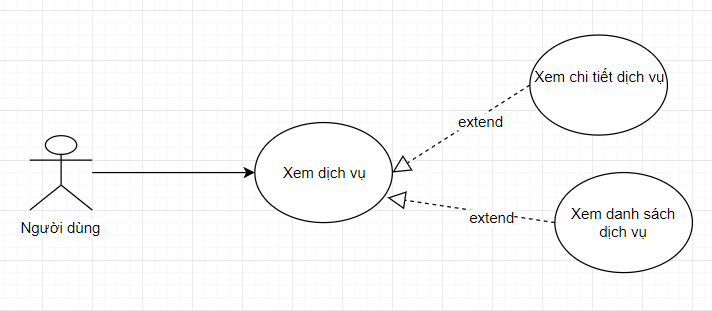 Xem chi tiết dịch vụ
extend
Xem dịch vụ
Xem danh sách
dịch vụ
extend
Người dùng